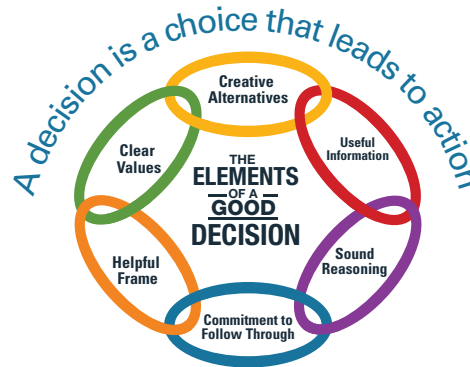 A decision is a choice that leads to action
Creative
Alternatives
Clear
Values
Useful
Information
THE
ELEMENTS
OF A
GOOD
DECISION
Helpful
Frame
Sound
Reasoning
Commitment to
Follow Through